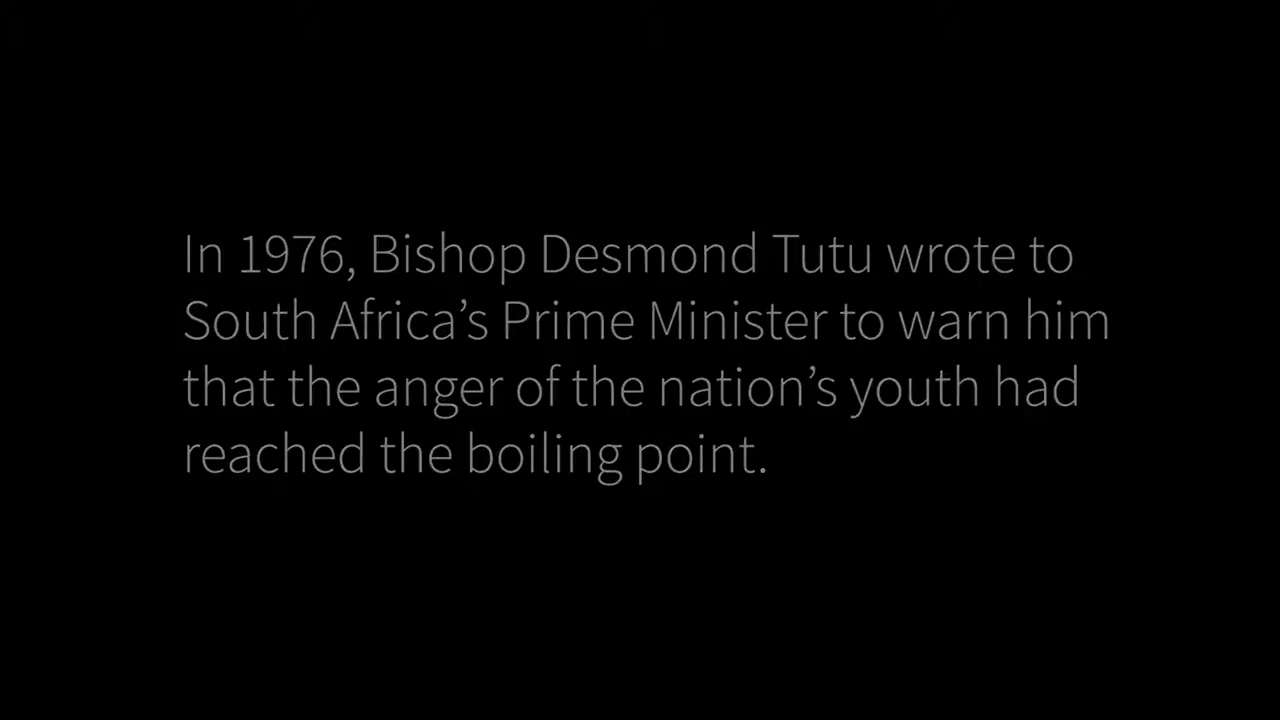 In 1976, Bishop Desmond Tutu wrote to
South Africa’s Prime Minister to warn him
that the anger of the nation’s youth had
reached the boiling point.